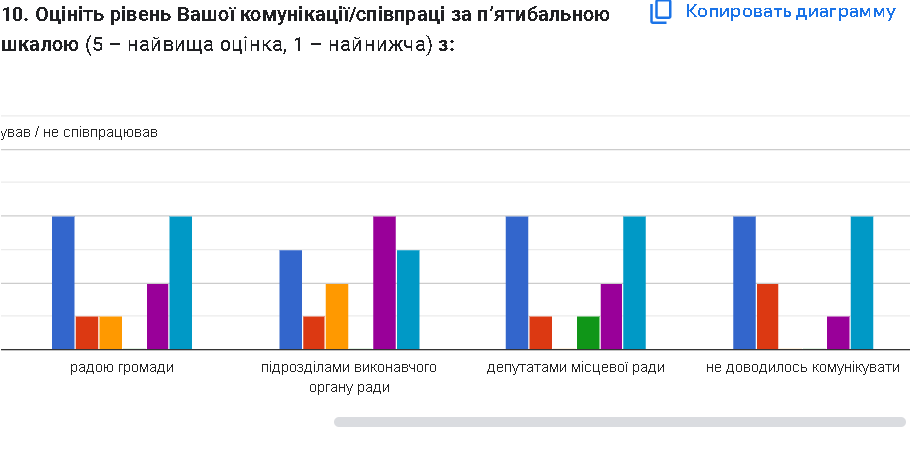 10. Оцініть рівень Вашої комунікації/співпраці за п’ятибальною
шкалою (5 – найвища оцінка, 1 – найнижча) з:
Копировать диаграмму
ував / не співпрацював
радою громади
підрозділами виконавчого
органу ради
депутатами місцевої ради
не доводилось комунікувати